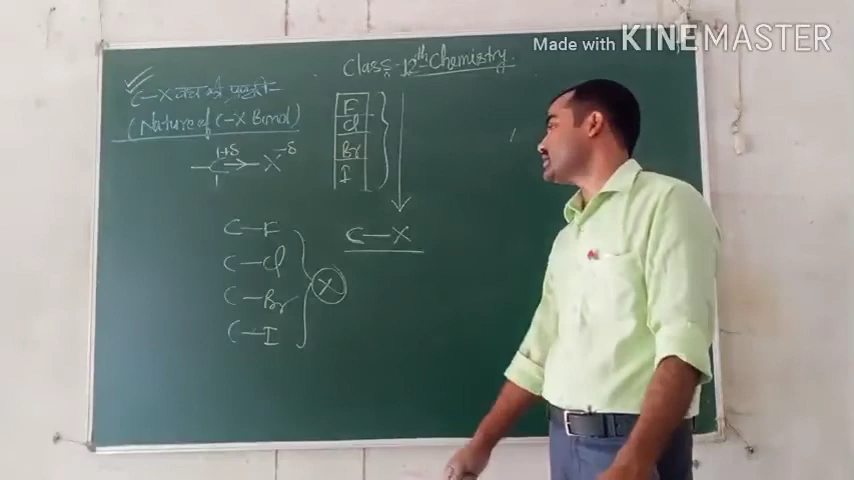 Made with KINEMASTER
Class-12th Chemistry
C-X बन्ध की प्रकृति
(Nature of C-X Bond)
F
Cl
Br
I
+δ -δ
C → X
C-X
C-F
C-Cl
C-Br
C-I
X